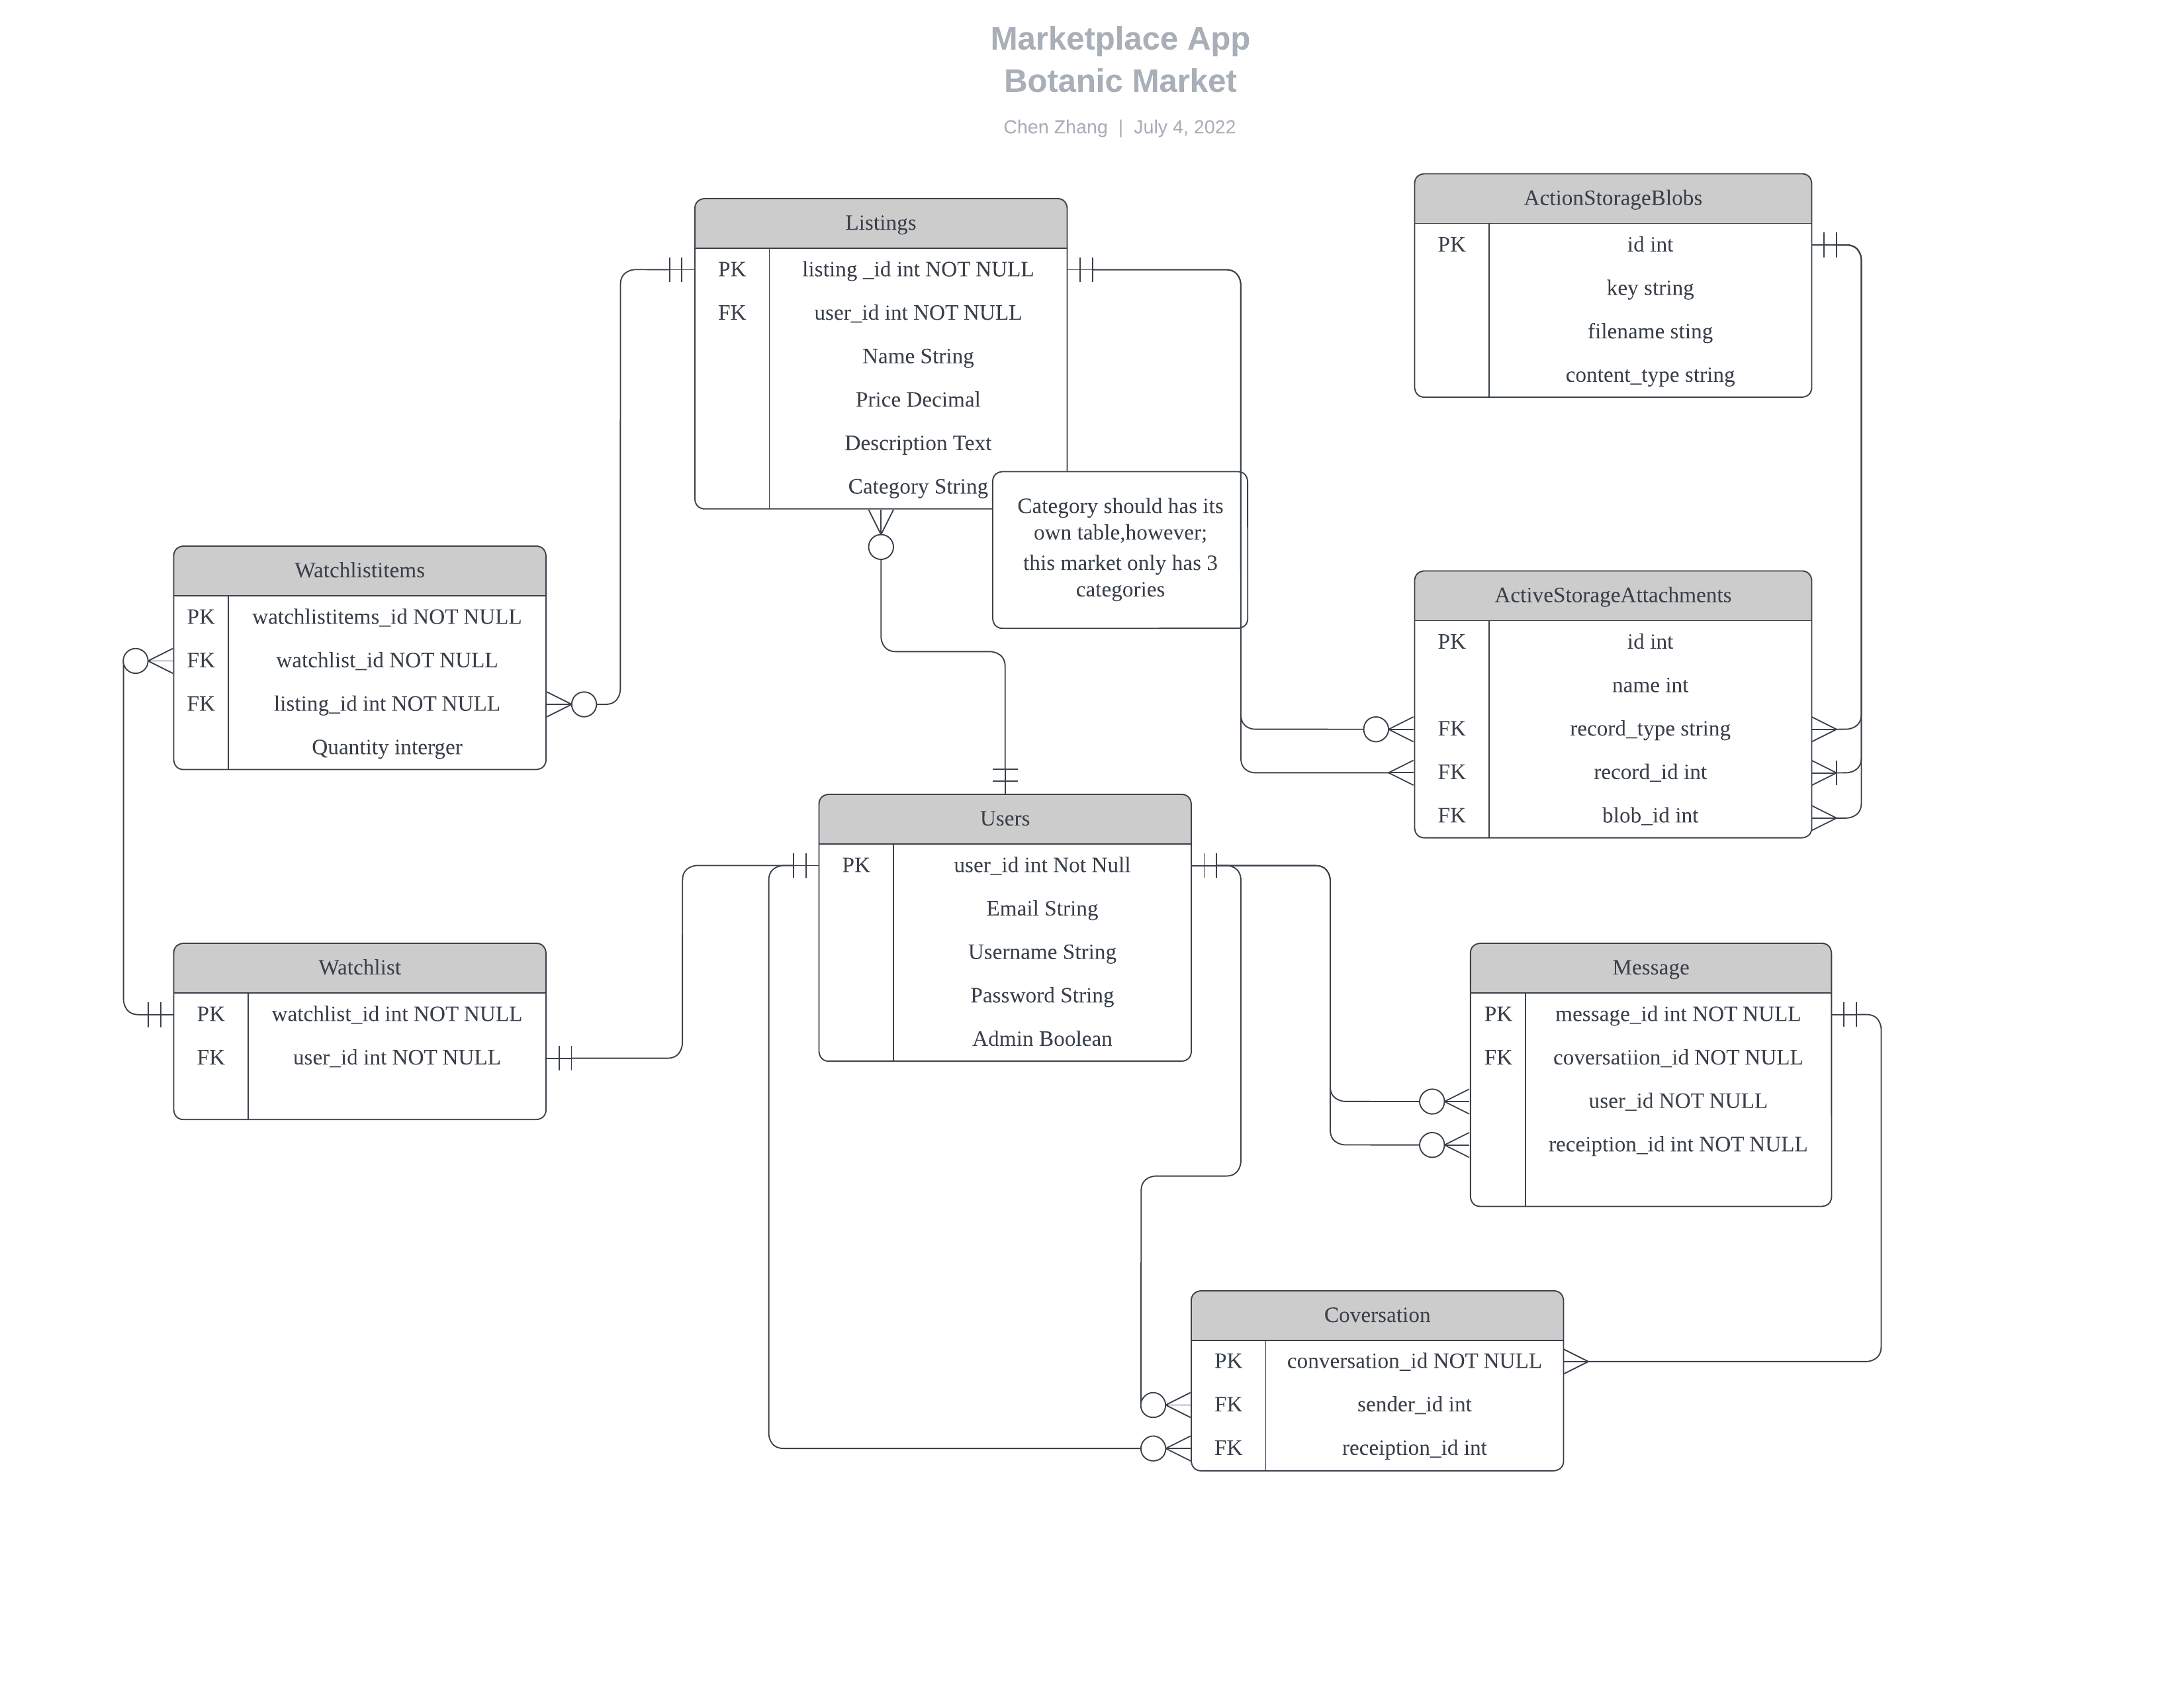 Marketplace App
Botanic Market
Chen Zhang | July 4, 2022
Listings
PK listing _id int NOT NULL
FK user_id int NOT NULL
Name String
Price Decimal
Description Text
Category String
Category should has its
own table,however;
this market only has 3
categories
ActionStorageBlobs
PK id int
key string
filename sting
content_type string
Watchlistitems
PK watchlistitems_id NOT NULL
FK watchlist_id NOT NULL
FK listing_id int NOT NULL
Quantity interger
ActiveStorageAttachments
PK id int
name int
FK record_type string
FK record_id int
FK blob_id int
Users
PK user_id int Not Null
Email String
Username String
Password String
Admin Boolean
Watchlist
PK watchlist_id int NOT NULL
FK user_id int NOT NULL
Message
PK message_id int NOT NULL
FK coversatiion_id NOT NULL
user_id NOT NULL
receiption_id int NOT NULL
Coversation
PK conversation_id NOT NULL
FK sender_id int
FK receiption_id int